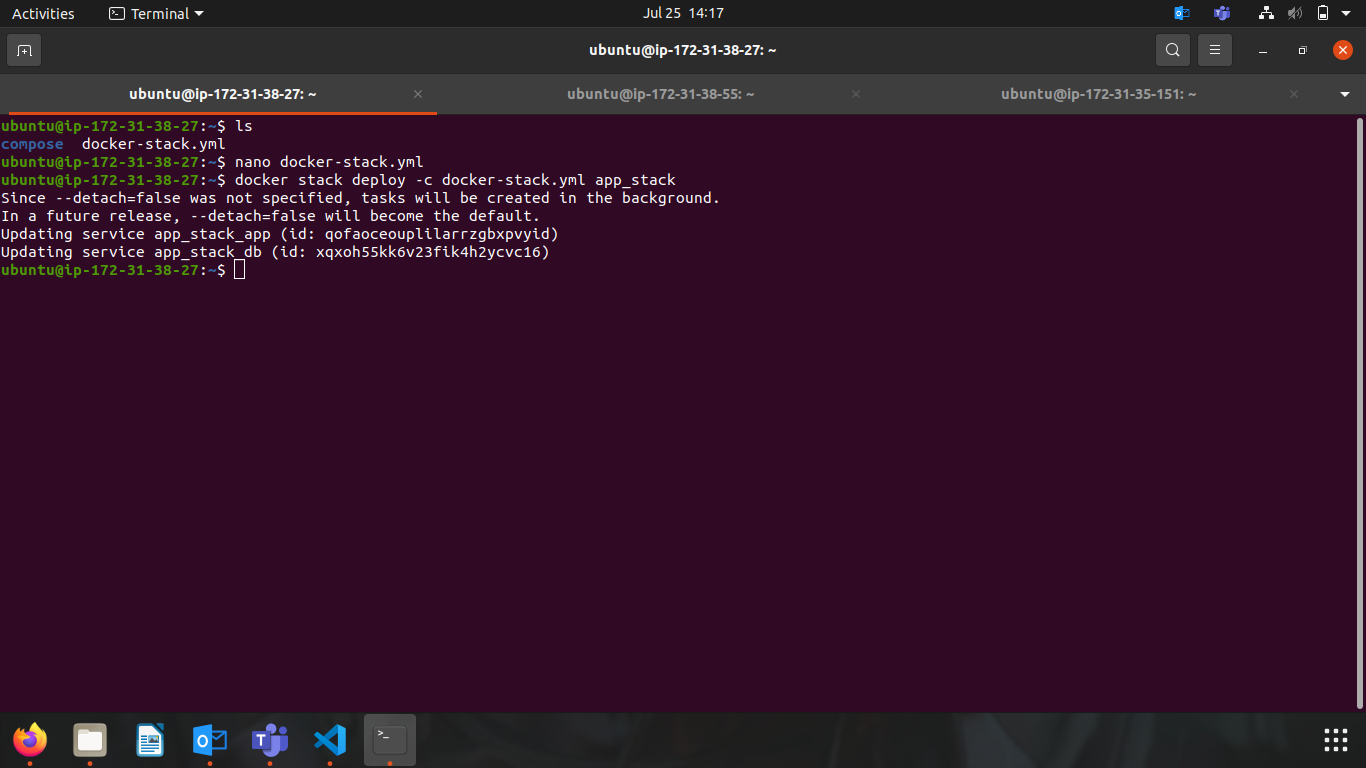 Activities Terminal Jul 25 14:17
ubuntu@ip-172-31-38-27: ~
ubuntu@ip-172-31-38-27: ~ ubuntu@ip-172-31-38-55: ~ ubuntu@ip-172-31-35-151: ~
ubuntu@ip-172-31-38-27:~$ ls
compose docker-stack.yml
ubuntu@ip-172-31-38-27:~$ nano docker-stack.yml
ubuntu@ip-172-31-38-27:~$ docker stack deploy -c docker-stack.yml app_stack
Since --detach=false was not specified, tasks will be created in the background.
In a future release, --detach=false will become the default.
Updating service app_stack_app (id: qofaoceouplilarrzgbxpvyid)
Updating service app_stack_db (id: xqxoh55kk6v23fik4h2ycvc16)
ubuntu@ip-172-31-38-27:~$